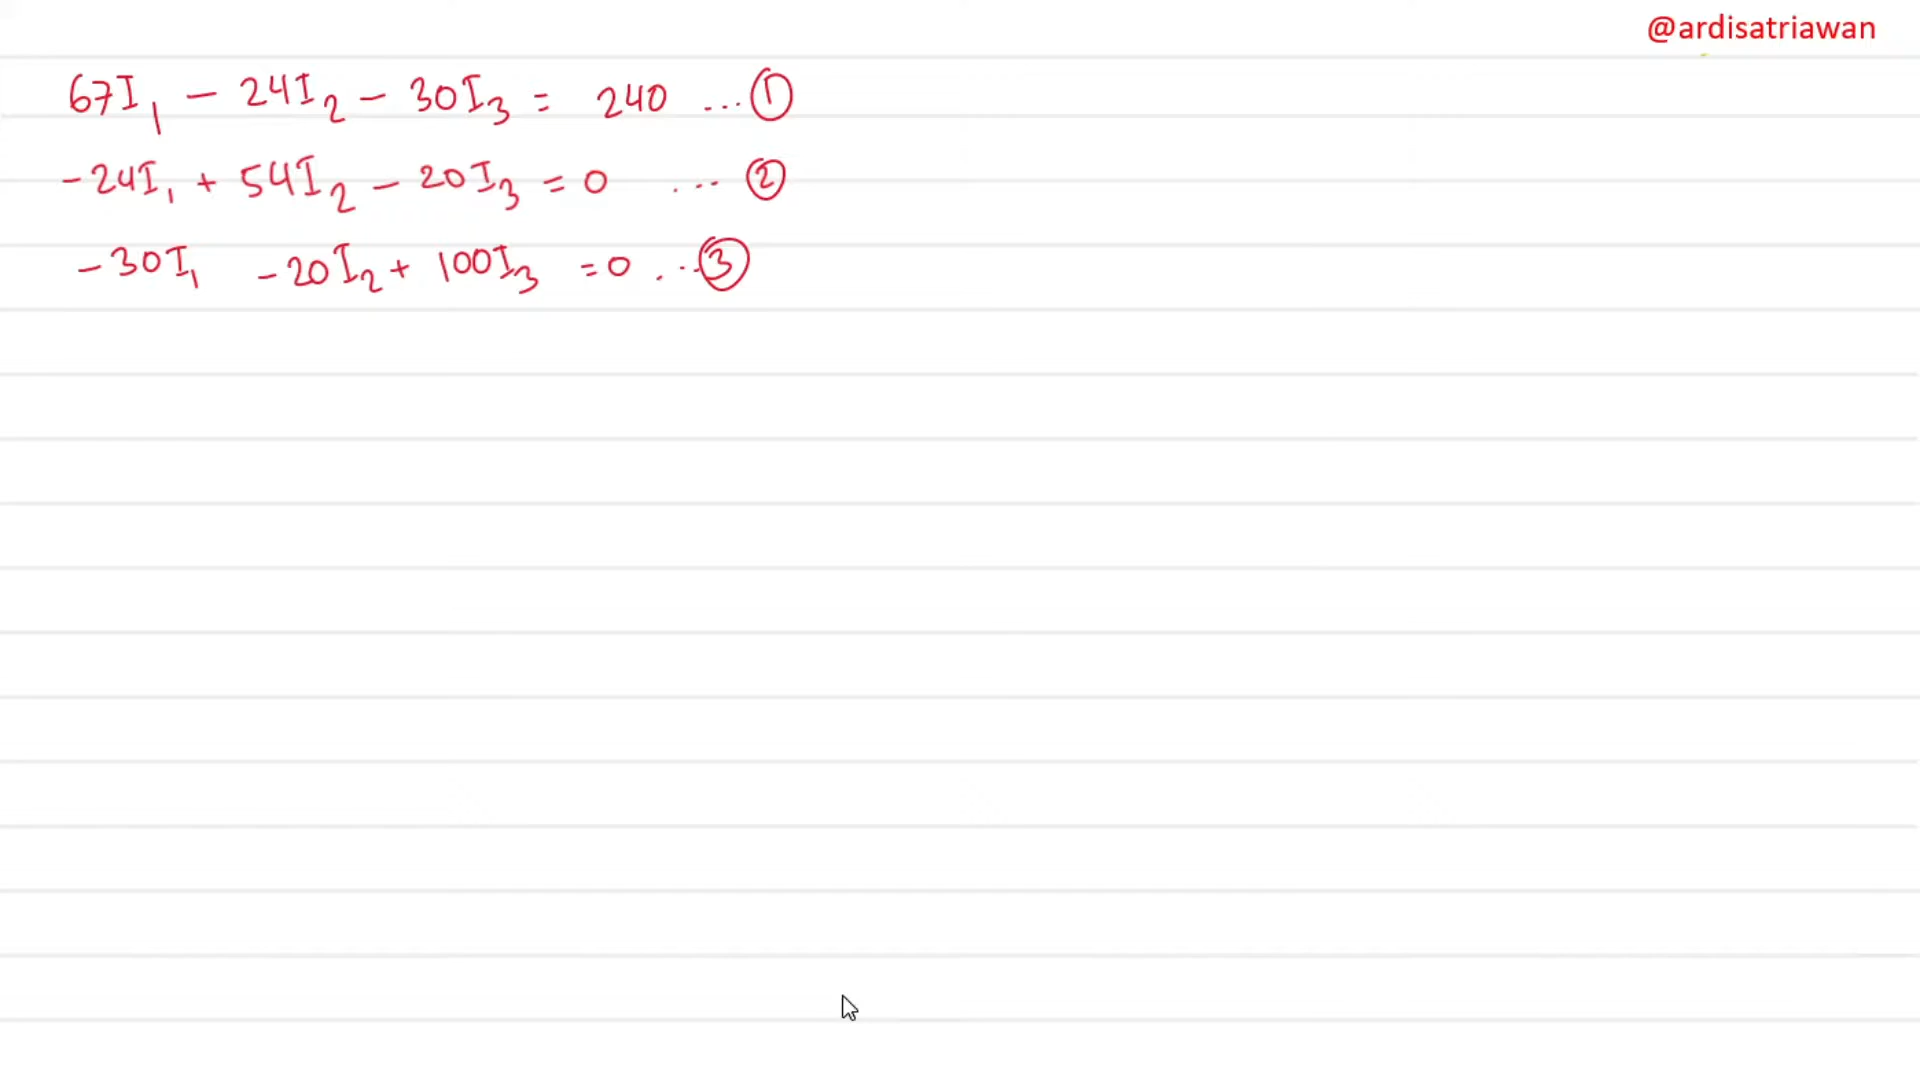 @ardisatriawan
67I₁ - 24I₂ - 30I₃ = 240 ... ①
-24I₁ + 54I₂ - 20I₃ = 0 ... ②
-30I₁ -20I₂ + 100I₃ = 0 ... ③